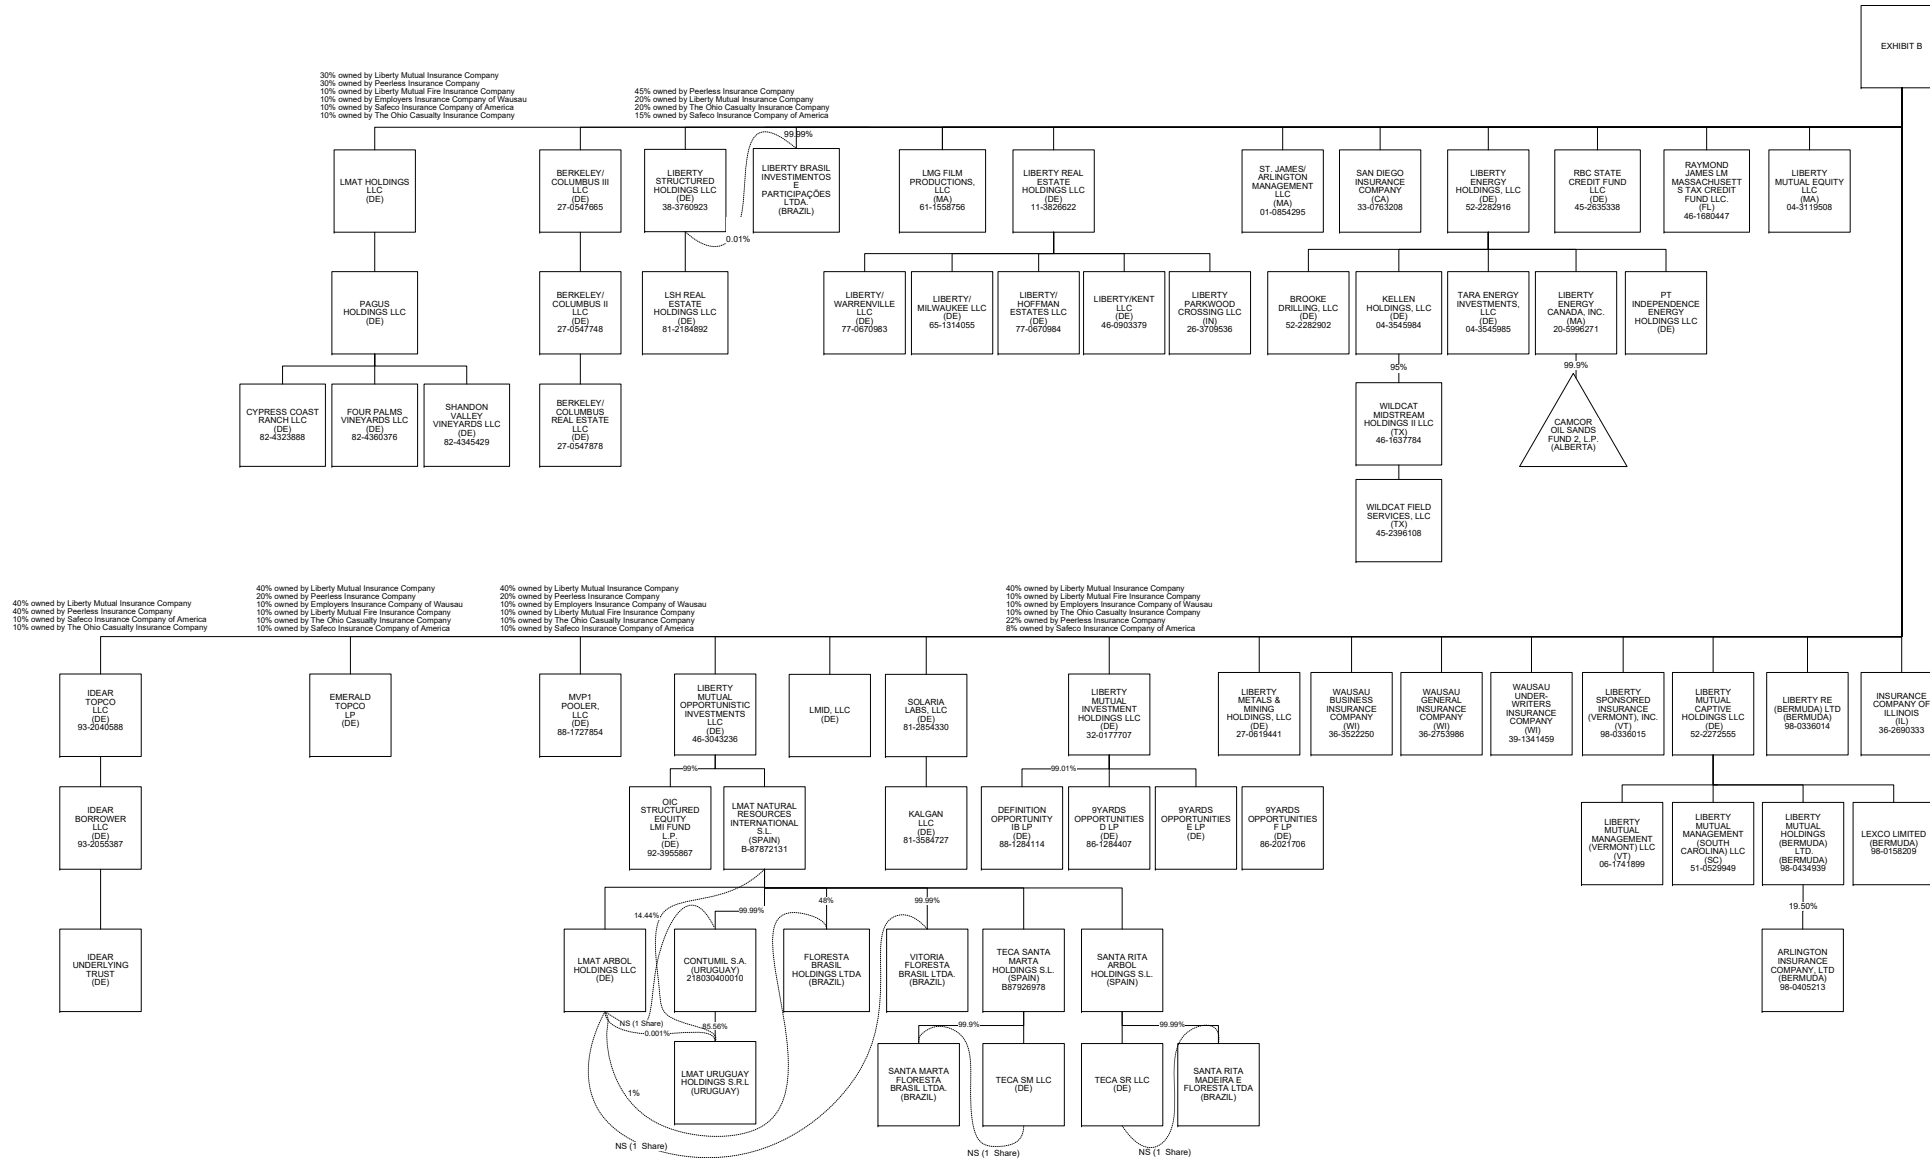 EXHIBIT B
30% owned by Liberty Mutual Insurance Company
30% owned by Peerless Insurance Company
10% owned by Liberty Mutual Fire Insurance Company
10% owned by Employers Insurance Company of Wausau
10% owned by Safeco Insurance Company of America
10% owned by The Ohio Casualty Insurance Company
45% owned by Peerless Insurance Company
20% owned by Liberty Mutual Insurance Company
20% owned by The Ohio Casualty Insurance Company
15% owned by Safeco Insurance Company of America
99.99%
LMAT HOLDINGS
LLC
(DE)
BERKELEY/
COLUMBUS III
LLC
(DE)
27-0547665
LIBERTY
STRUCTURED
HOLDINGS LLC
(DE)
38-3760923
LIBERTY BRASIL
INVESTIMENTOS
E
PARTICIPAÇÕES
LTDA.
(BRAZIL)
LMG FILM
PRODUCTIONS,
LLC
(MA)
61-1558756
LIBERTY REAL
ESTATE
HOLDINGS LLC
(DE)
11-3826622
ST. JAMES/
ARLINGTON
MANAGEMENT
LLC
(MA)
01-0854295
SAN DIEGO
INSURANCE
COMPANY
(CA)
33-0763208
LIBERTY
ENERGY
HOLDINGS, LLC
(DE)
52-2282916
RBC STATE
CREDIT FUND
LLC
(DE)
45-2635338
RAYMOND
JAMES LM
MASSACHUSETT
S TAX CREDIT
FUND LLC.
(FL)
46-1680447
LIBERTY
MUTUAL EQUITY
LLC
(MA)
04-3119508
0.01%
PAGUS
HOLDINGS LLC
(DE)
BERKELEY/
COLUMBUS II
LLC
(DE)
27-0547748
LSH REAL
ESTATE
HOLDINGS LLC
(DE)
81-2184892
LIBERTY/
WARRENVILLE
LLC
(DE)
77-0670983
LIBERTY/
MILWAUKEE LLC
(DE)
65-1314055
LIBERTY/
HOFFMAN
ESTATES LLC
(DE)
77-0670984
LIBERTY/KENT
LLC
(DE)
46-0903379
LIBERTY
PARKWOOD
CROSSING LLC
(IN)
26-3709536
BROOKE
DRILLING, LLC
(DE)
52-2282902
KELLEN
HOLDINGS, LLC
(DE)
04-3545984
TARA ENERGY
INVESTMENTS,
LLC
(DE)
04-3545985
LIBERTY
ENERGY
CANADA, INC.
(MA)
20-5996271
PT
INDEPENDENCE
ENERGY
HOLDINGS LLC
(DE)
95%
99.9%
CYPRESS COAST
RANCH LLC
(DE)
82-4323888
FOUR PALMS
VINEYARDS LLC
(DE)
82-4360376
SHANDON
VALLEY
VINEYARDS LLC
(DE)
82-4345429
BERKELEY/
COLUMBUS
REAL ESTATE
LLC
(DE)
27-0547878
WILDCAT
MIDSTREAM
HOLDINGS II LLC
(TX)
46-1637784
CAMCOR
OIL SANDS
FUND 2, L.P.
(ALBERTA)
WILDCAT FIELD
SERVICES, LLC
(TX)
45-2396108
40% owned by Liberty Mutual Insurance Company
40% owned by Peerless Insurance Company
10% owned by Safeco Insurance Company of America
10% owned by The Ohio Casualty Insurance Company
40% owned by Liberty Mutual Insurance Company
20% owned by Peerless Insurance Company
10% owned by Employers Insurance Company of Wausau
10% owned by Liberty Mutual Fire Insurance Company
10% owned by The Ohio Casualty Insurance Company
10% owned by Safeco Insurance Company of America
40% owned by Liberty Mutual Insurance Company
20% owned by Peerless Insurance Company
10% owned by Employers Insurance Company of Wausau
10% owned by Liberty Mutual Fire Insurance Company
10% owned by The Ohio Casualty Insurance Company
10% owned by Safeco Insurance Company of America
40% owned by Liberty Mutual Insurance Company
10% owned by Liberty Mutual Fire Insurance Company
10% owned by Employers Insurance Company of Wausau
10% owned by The Ohio Casualty Insurance Company
22% owned by Peerless Insurance Company
8% owned by Safeco Insurance Company of America
IDEAR
TOPCO
LLC
(DE)
93-2040588
EMERALD
TOPCO
LP
(DE)
MVP1
POOLER,
LLC
(DE)
88-1727854
LIBERTY
MUTUAL
OPPORTUNISTIC
INVESTMENTS
LLC
(DE)
46-3043236
LMID, LLC
(DE)
SOLARIA
LABS, LLC
(DE)
81-2854330
LIBERTY
MUTUAL
INVESTMENT
HOLDINGS LLC
(DE)
32-0177707
LIBERTY
METALS &
MINING
HOLDINGS, LLC
(DE)
27-0619441
WAUSAU
BUSINESS
INSURANCE
COMPANY
(WI)
36-3522250
WAUSAU
GENERAL
INSURANCE
COMPANY
(WI)
36-2753986
WAUSAU
UNDER-
WRITERS
INSURANCE
COMPANY
(WI)
39-1341459
LIBERTY
SPONSORED
INSURANCE
(VERMONT), INC.
(VT)
98-0336015
LIBERTY
MUTUAL
CAPTIVE
HOLDINGS LLC
(DE)
52-2272555
LIBERTY RE
(BERMUDA) LTD
(BERMUDA)
98-0336014
INSURANCE
COMPANY OF
ILLINOIS
(IL)
36-2690333
99%
99.01%
IDEAR
BORROWER
LLC
(DE)
93-2055387
OIC
STRUCTURED
EQUITY
LMI FUND
L.P.
(DE)
92-3955867
LMAT NATURAL
RESOURCES
INTERNATIONAL
S.L.
(SPAIN)
B-87872131
KALGAN
LLC
(DE)
81-3584727
DEFINITION
OPPORTUNITY
IB LP
(DE)
88-1284114
9YARDS
OPPORTUNITIES
D LP
(DE)
86-1284407
9YARDS
OPPORTUNITIES
E LP
(DE)
9YARDS
OPPORTUNITIES
F LP
(DE)
86-2021706
LIBERTY
MUTUAL
MANAGEMENT
(VERMONT) LLC
(VT)
06-1741899
LIBERTY
MUTUAL
MANAGEMENT
(SOUTH
CAROLINA) LLC
(SC)
51-0529949
LIBERTY
MUTUAL
HOLDINGS
(BERMUDA)
LTD.
(BERMUDA)
98-0434939
LEXCO LIMITED
(BERMUDA)
98-0158209
14.44%
99.99%
48%
99.99%
19.50%
IDEAR
UNDERLYING
TRUST
(DE)
LMAT ARBOL
HOLDINGS LLC
(DE)
CONTUMIL S.A.
(URUGUAY)
218030400010
FLORESTA
BRASIL
HOLDINGS LTDA
(BRAZIL)
VITORIA
FLORESTA
BRASIL LTDA.
(BRAZIL)
TECA SANTA
MARTA
HOLDINGS S.L.
(SPAIN)
B87926978
SANTA RITA
ARBOL
HOLDINGS S.L.
(SPAIN)
ARLINGTON
INSURANCE
COMPANY, LTD
(BERMUDA)
98-0405213
NS (1 Share)
0.001%
85.56%
99.9%
99.99%
LMAT URUGUAY
HOLDINGS S.R.L
(URUGUAY)
SANTA MARTA
FLORESTA
BRASIL LTDA.
(BRAZIL)
TECA SM LLC
(DE)
TECA SR LLC
(DE)
SANTA RITA
MADEIRA E
FLORESTA LTDA
(BRAZIL)
.1%
NS (1 Share)
NS (1 Share)
NS (1 Share)